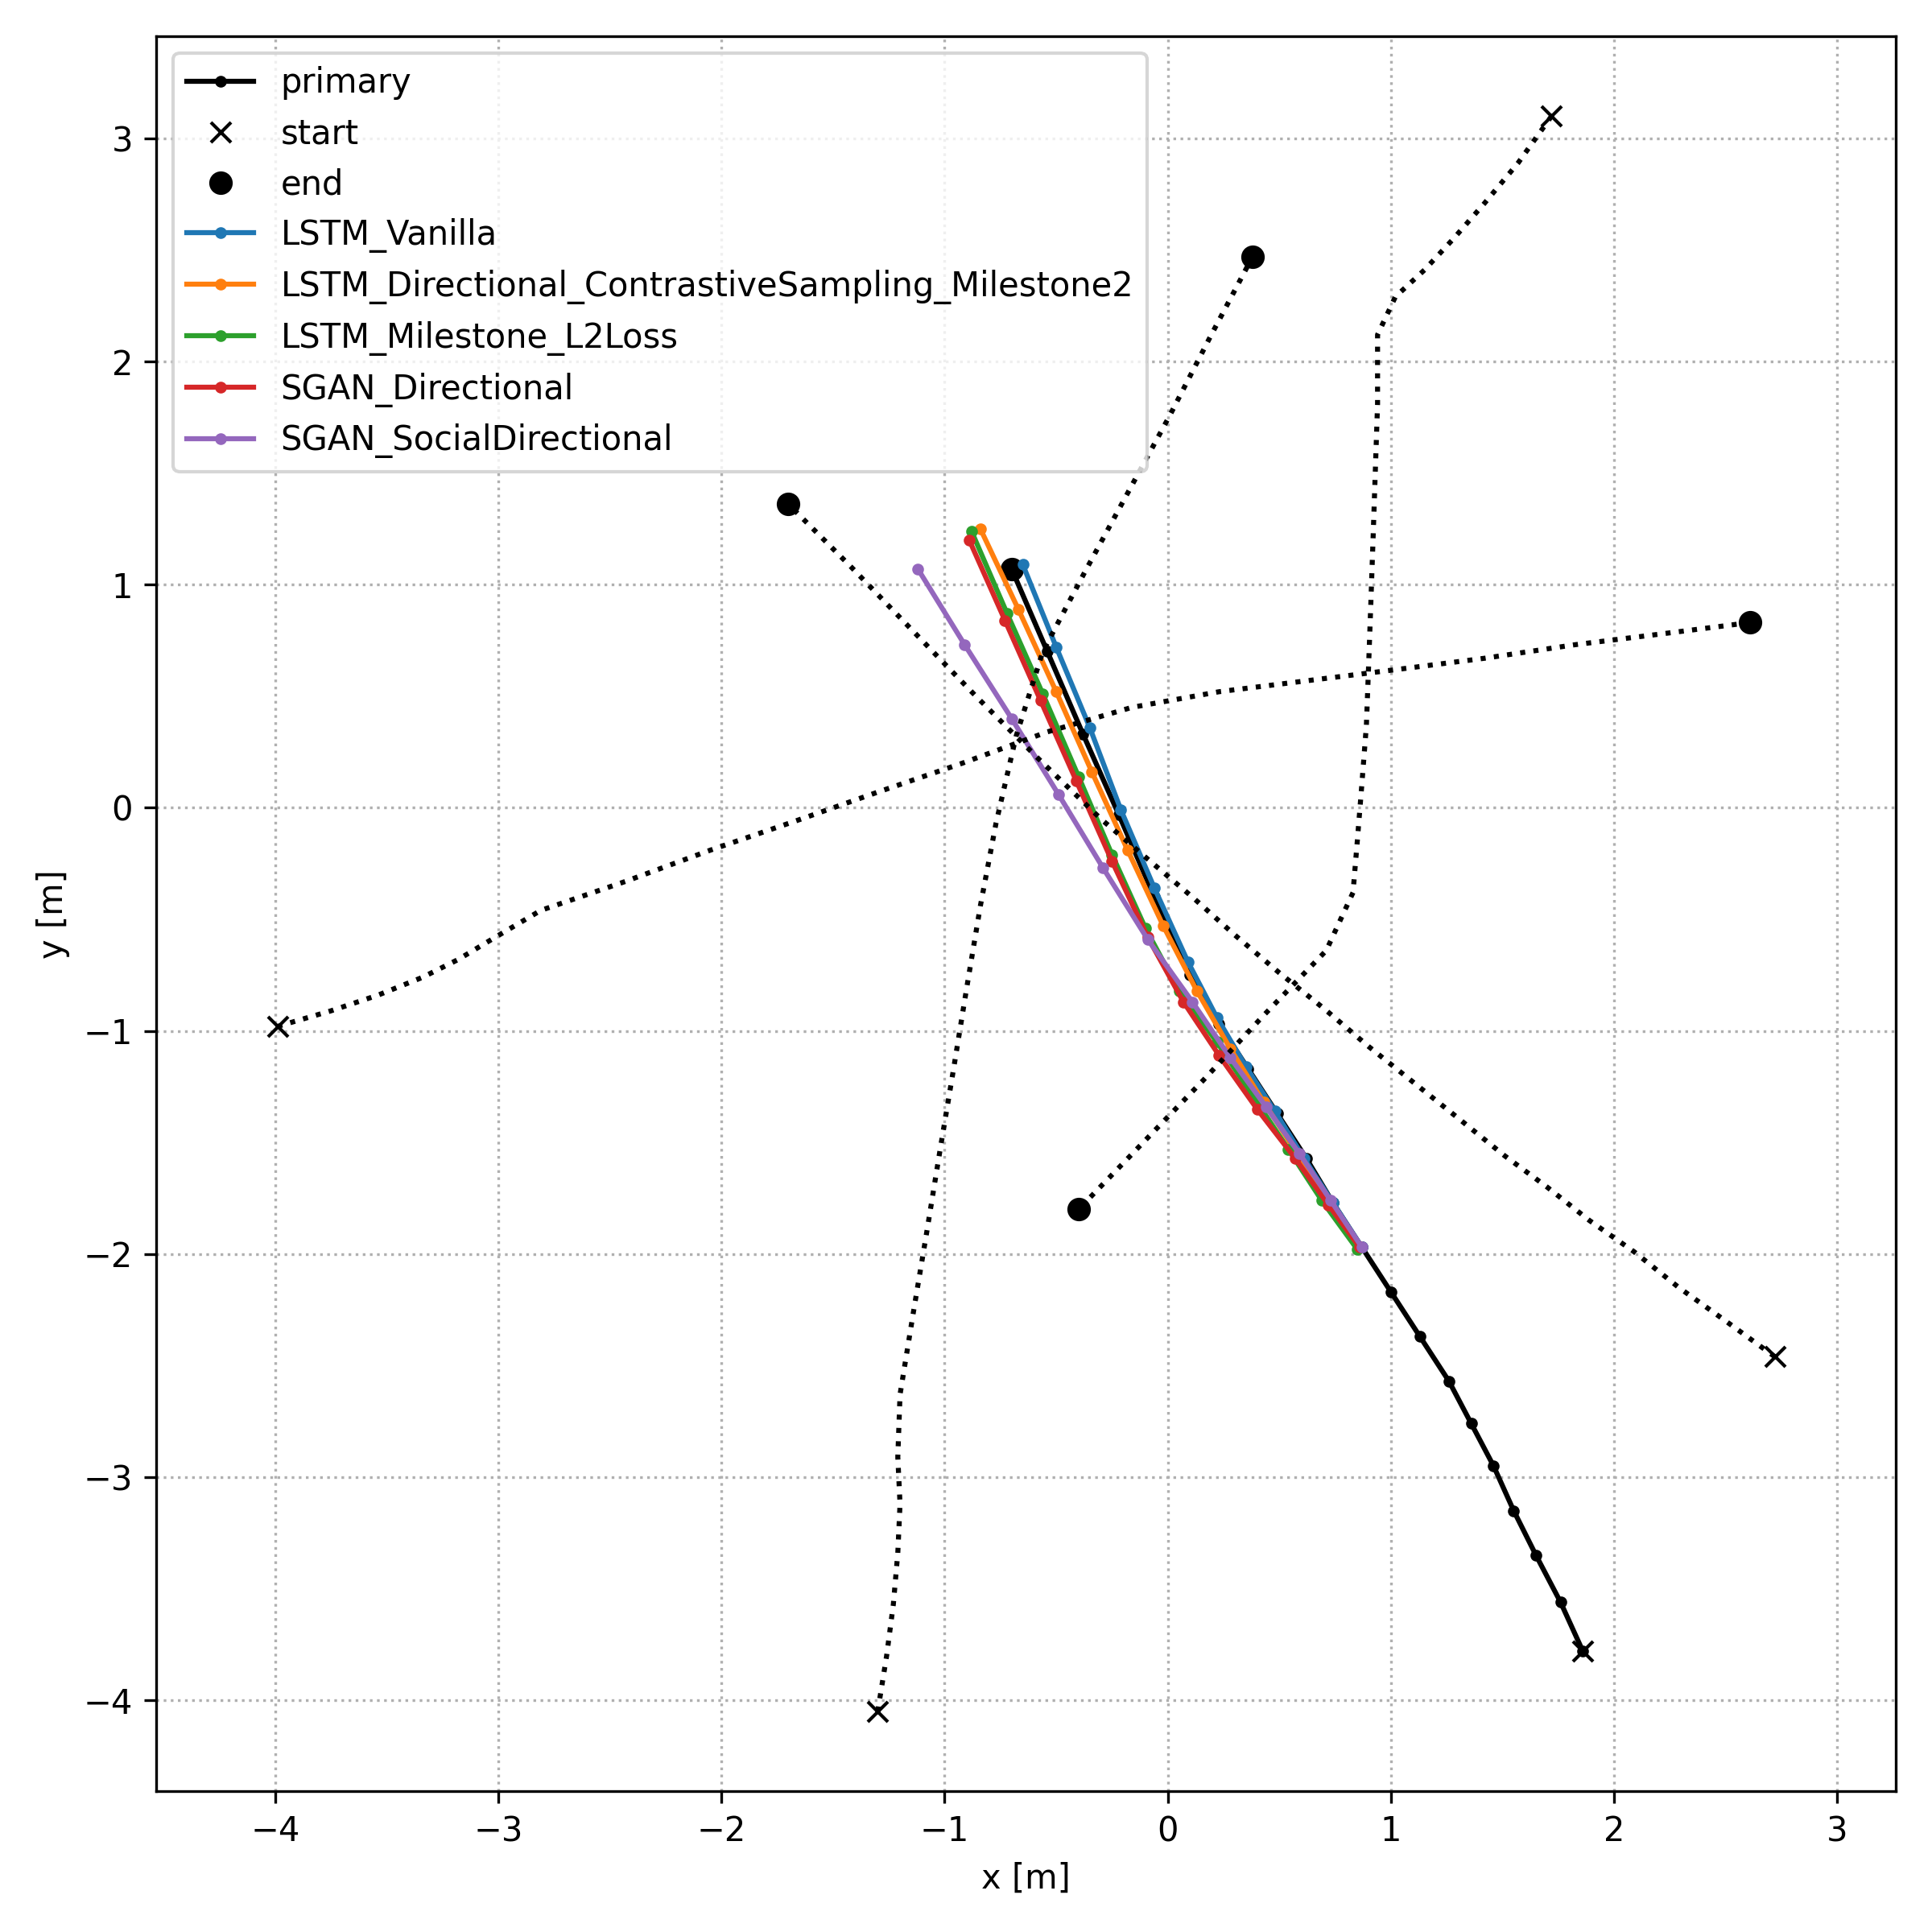 primary
start
end
LSTM_Vanilla
LSTM_Directional_ContrastiveSampling_Milestone2
LSTM_Milestone_L2Loss
SGAN_Directional
SGAN_SocialDirectional
3
2
1
0
−1
−2
−3
−4
y [m]
−4 −3 −2 −1 0 1 2 3
x [m]